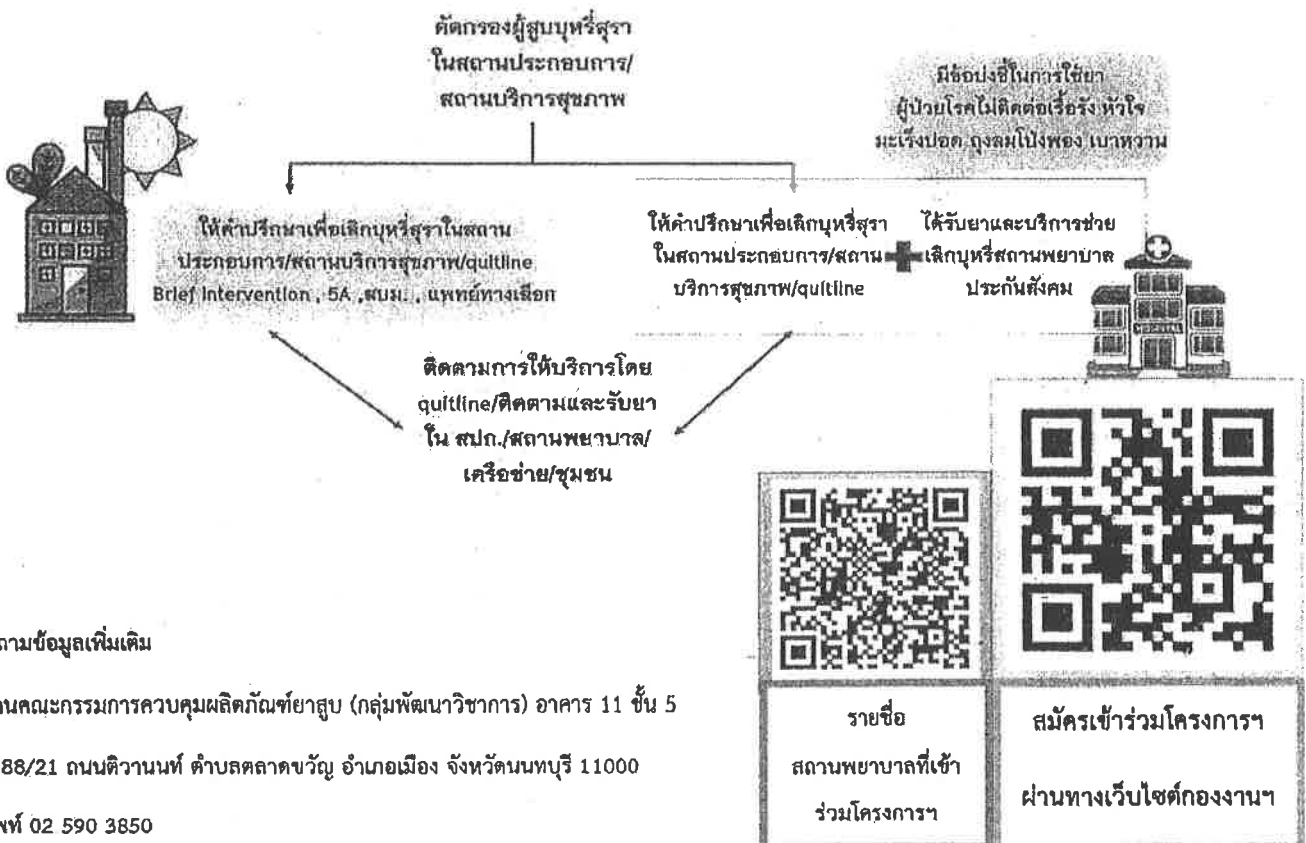 คัดกรองผู้สูบบุหรี่สุรา
ในสถานประกอบการ/
สถานบริการสุขภาพ
มีข้อบ่งชี้ในการใช้ยา
ผู้ป่วยโรคไม่ติดต่อเรื้อรัง หัวใจ
มะเร็งปอด ถุงลมโป่งพอง เบาหวาน
ให้คำปรึกษาเพื่อเลิกบุหรี่สุราในสถาน
ประกอบการ/สถานบริการสุขภาพ/quitline
Brief Intervention , 5A ,สบม. , แพทย์ทางเลือก
ให้คำปรึกษาเพื่อเลิกบุหรี่สุรา
ในสถานประกอบการ/สถาน
บริการสุขภาพ/quitline
ได้รับยาและบริการช่วย
เลิกบุหรี่สถานพยาบาล
ประกันสังคม
HOSPITAL
ติดตามการให้บริการโดย
quitline/ติดตามและรับยา
ใน สปก./สถานพยาบาล/
เครือข่าย/ชุมชน
ถามข้อมูลเพิ่มเติม
านคณะกรรมการควบคุมผลิตภัณฑ์ยาสูบ (กลุ่มพัฒนาวิชาการ) อาคาร 11 ชั้น 5
88/21 ถนนติวานนท์ ตำบลตลาดขวัญ อำเภอเมือง จังหวัดนนทบุรี 11000
พท์ 02 590 3850
รายชื่อ
สถานพยาบาลที่เข้า
ร่วมโครงการฯ
สมัครเข้าร่วมโครงการฯ
ผ่านทางเว็บไซต์กองงานฯ